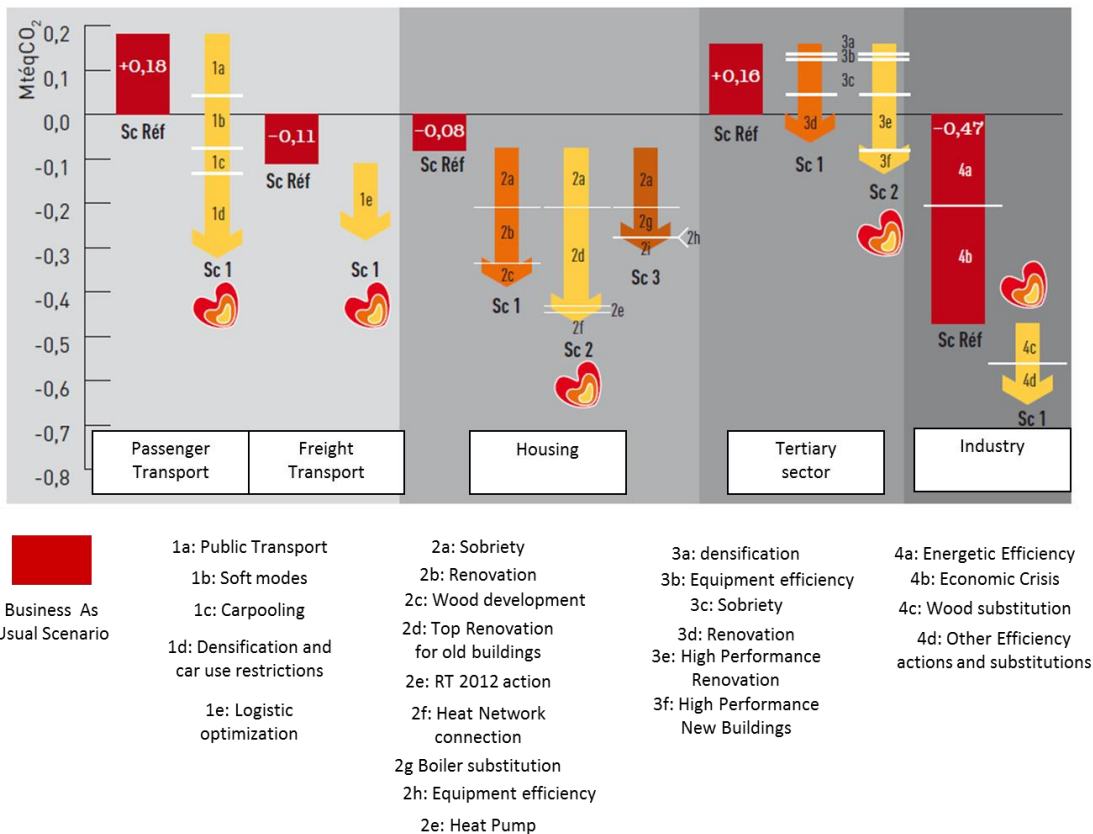 MtéqCO2
0,2
0,1
0,0
-0,1
-0,2
-0,3
-0,4
-0,5
-0,6
-0,7
-0,8
+0,18
Sc Réf
1a
1b
1c
1d
Sc 1
−0,11
Sc Réf
1e
Sc 1
−0,08
Sc Réf
2a
2b
2c
Sc 1
2a
2d
2e
2f
Sc 2
2a
2g
2h
2i
Sc 3
+0,16
Sc Réf
3a
3b
3c
3d
Sc 1
3e
3f
Sc 2
−0,47
4a
4b
Sc Réf
4c
4d
Sc 1
Passenger
Transport
Freight
Transport
Housing
Tertiary
sector
Industry
Business As
Usual Scenario
1a: Public Transport
1b: Soft modes
1c: Carpooling
1d: Densification and
car use restrictions
1e: Logistic
optimization
2a: Sobriety
2b: Renovation
2c: Wood development
2d: Top Renovation
for old buildings
2e: RT 2012 action
2f: Heat Network
connection
2g Boiler substitution
2h: Equipment efficiency
2e: Heat Pump
3a: densification
3b: Equipment efficiency
3c: Sobriety
3d: Renovation
3e: High Performance
Renovation
3f: High Performance
New Buildings
4a: Energetic Efficiency
4b: Economic Crisis
4c: Wood substitution
4d: Other Efficiency
actions and substitutions